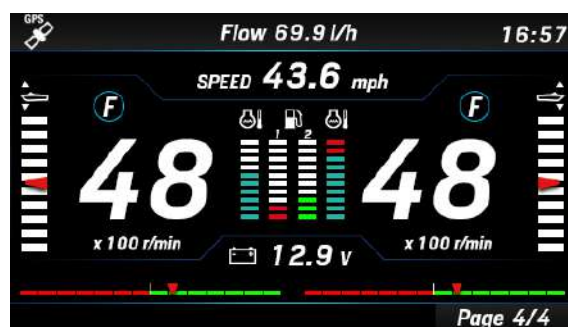 GPS
Flow 69.9 l/h
16:57
SPEED 43.6 mph
F
F
1 2
48
48
x 100 r/min
x 100 r/min
12.9 V
Page 4/4